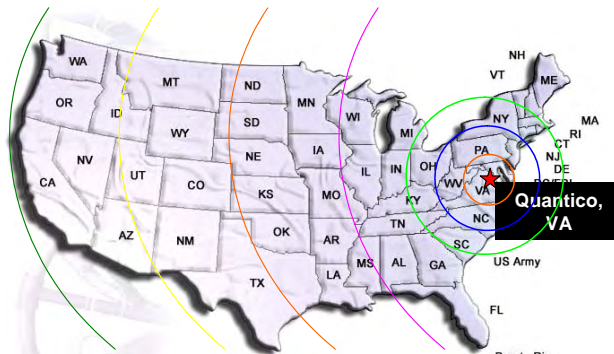 NH
WA
ME
VT
MT
ND
MN
OR
ID
WI
NY
MA
SD
MI
RI
WY
CT
PA
IA
NE
NJ
NV
OH
IN
DE
IL
UT
WV
CA
CO
VA
KS
MO
KY
Quantico,
VA
NC
TN
OK
AZ
NM
AR
SC
MS
AL
GA
US Army
LA
TX
FL